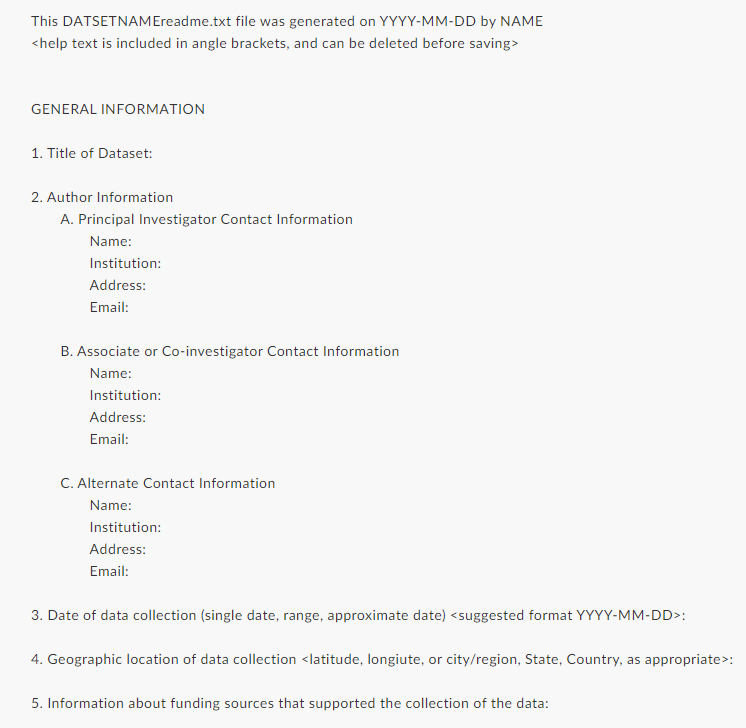 This DATSETNAMEreadme.txt file was generated on YYYY-MM-DD by NAME
<help text is included in angle brackets, and can be deleted before saving>
GENERAL INFORMATION
1. Title of Dataset:
2. Author Information
A. Principal Investigator Contact Information
Name:
Institution:
Address:
Email:
B. Associate or Co-investigator Contact Information
Name:
Institution:
Address:
Email:
C. Alternate Contact Information
Name:
Institution:
Address:
Email:
3. Date of data collection (single date, range, approximate date) <suggested format YYYY-MM-DD>:
4. Geographic location of data collection <latitude, longiute, or city/region, State, Country, as appropriate>:
5. Information about funding sources that supported the collection of the data: